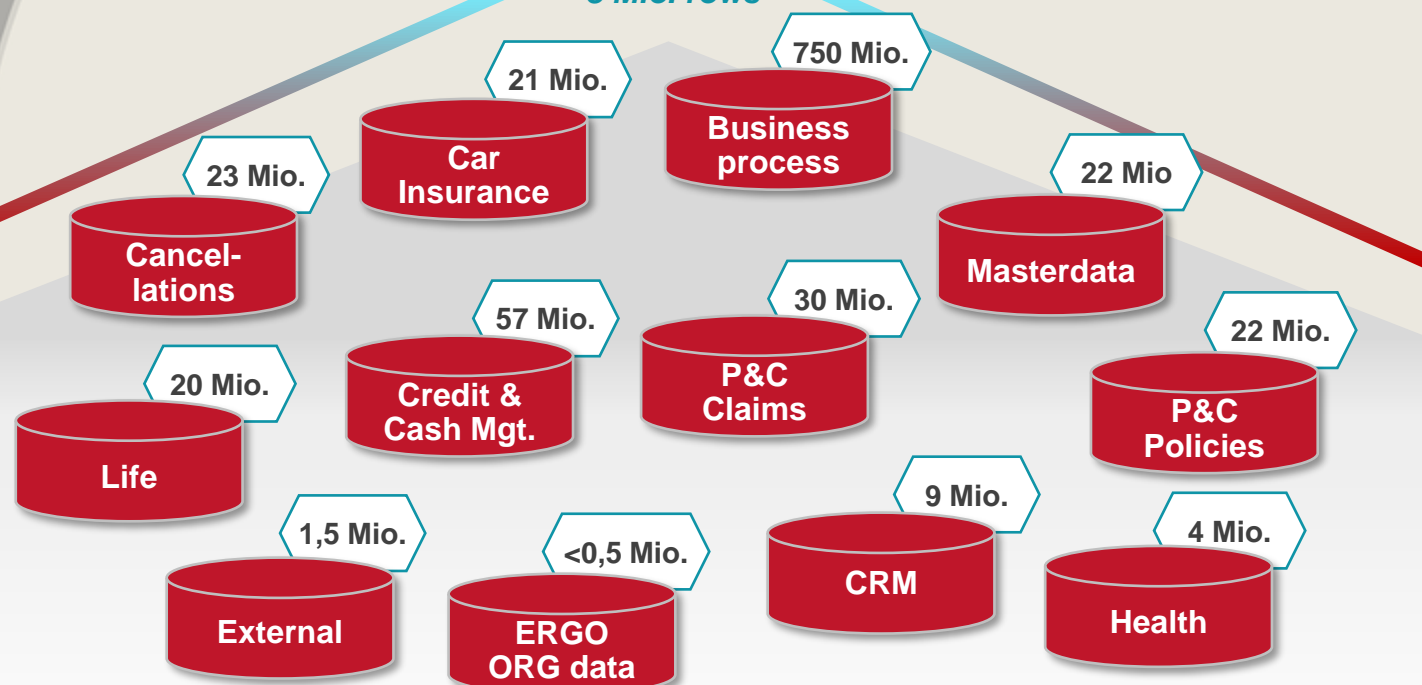 750 Mio.
Business
process
21 Mio.
Car
Insurance
23 Mio.
Cancel-
lations
22 Mio
Masterdata
57 Mio.
Credit &
Cash Mgt.
30 Mio.
P&C
Claims
22 Mio.
P&C
Policies
20 Mio.
Life
1,5 Mio.
External
<0,5 Mio.
ERGO
ORG data
9 Mio.
CRM
4 Mio.
Health